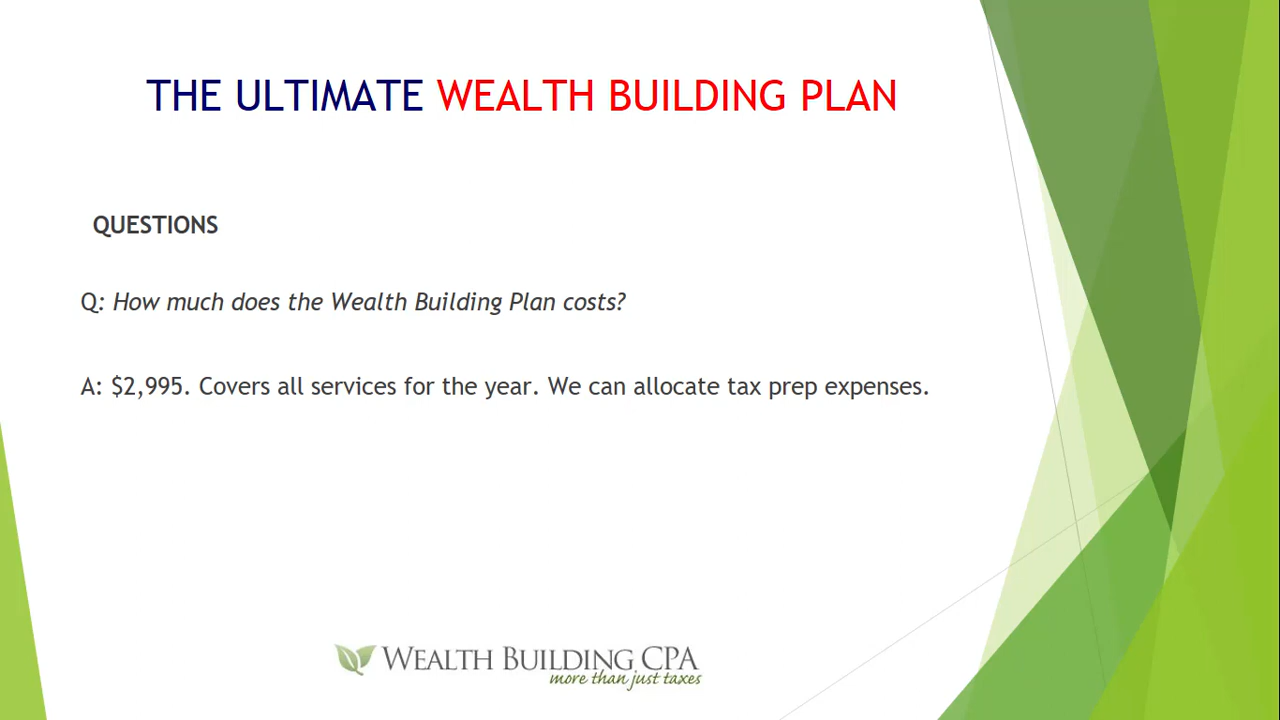 THE ULTIMATE WEALTH BUILDING PLAN
QUESTIONS
Q: How much does the Wealth Building Plan costs?
A: $2,995. Covers all services for the year. We can allocate tax prep expenses.
WEALTH BUILDING CPA
more than just taxes